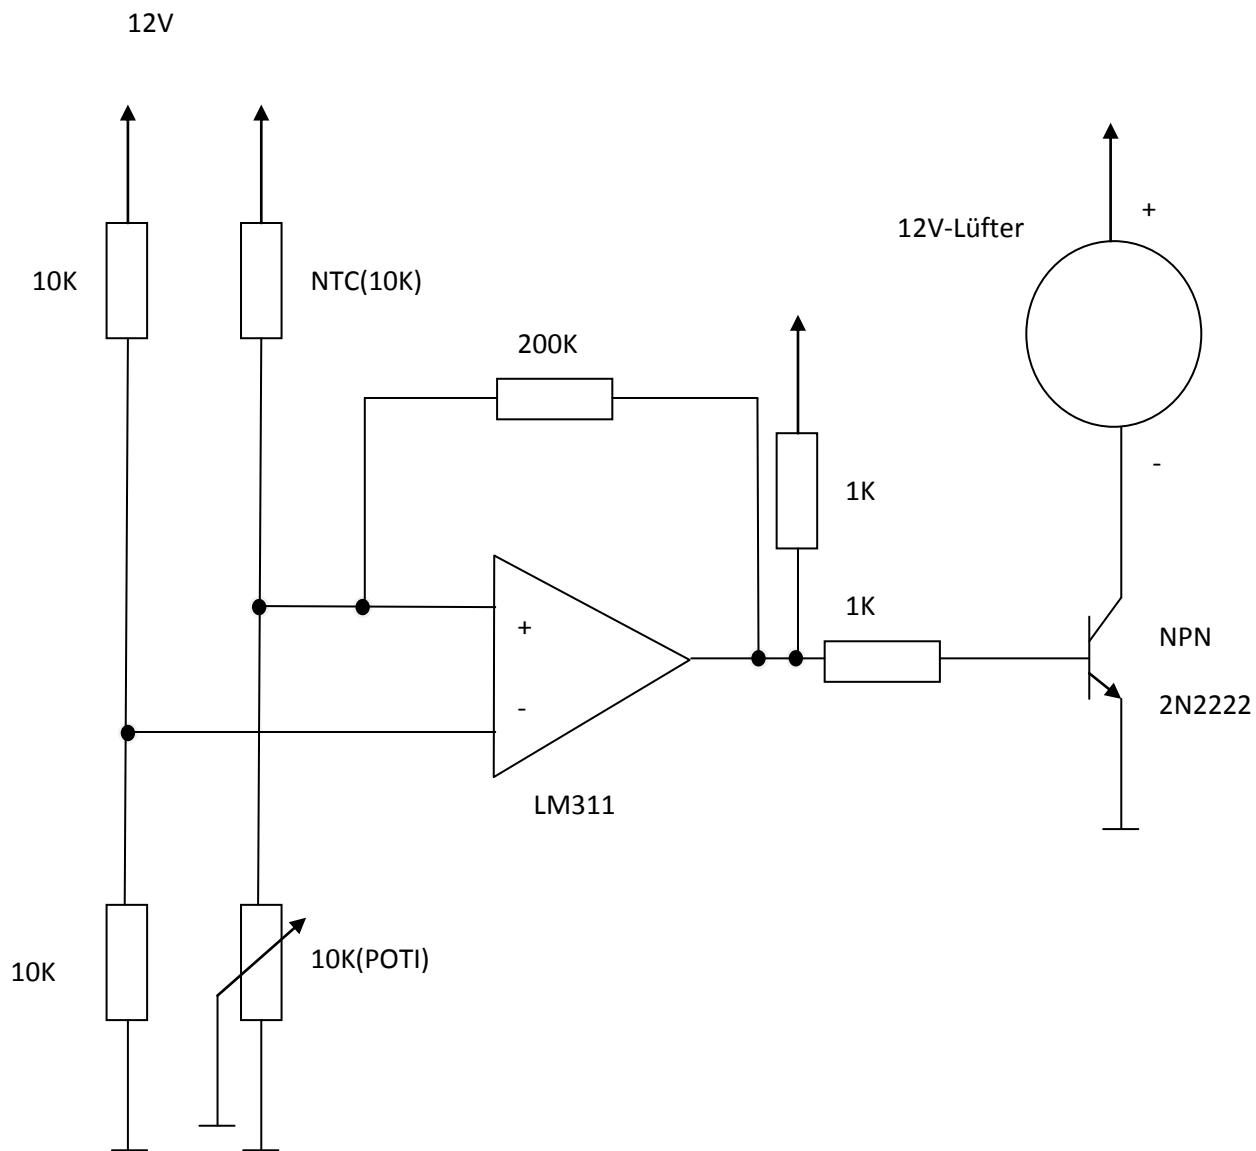 12V
+
12V-Lüfter
10K
NTC(10K)
200K
-
1K
1K
+
NPN
-
2N2222
LM311
10K(POTI)
10K